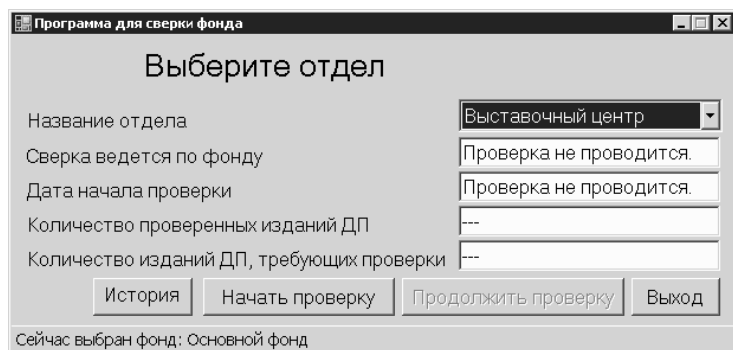 Программа для сверки фонда
Выберите отдел
Название отдела Выставочный центр
Сверка ведется по фонду Проверка не проводится.
Дата начала проверки Проверка не проводится.
Количество проверенных изданий ДП ---
Количество изданий ДП, требующих проверки ---
История Начать проверку Продолжить проверку Выход
Сейчас выбран фонд: Основной фонд